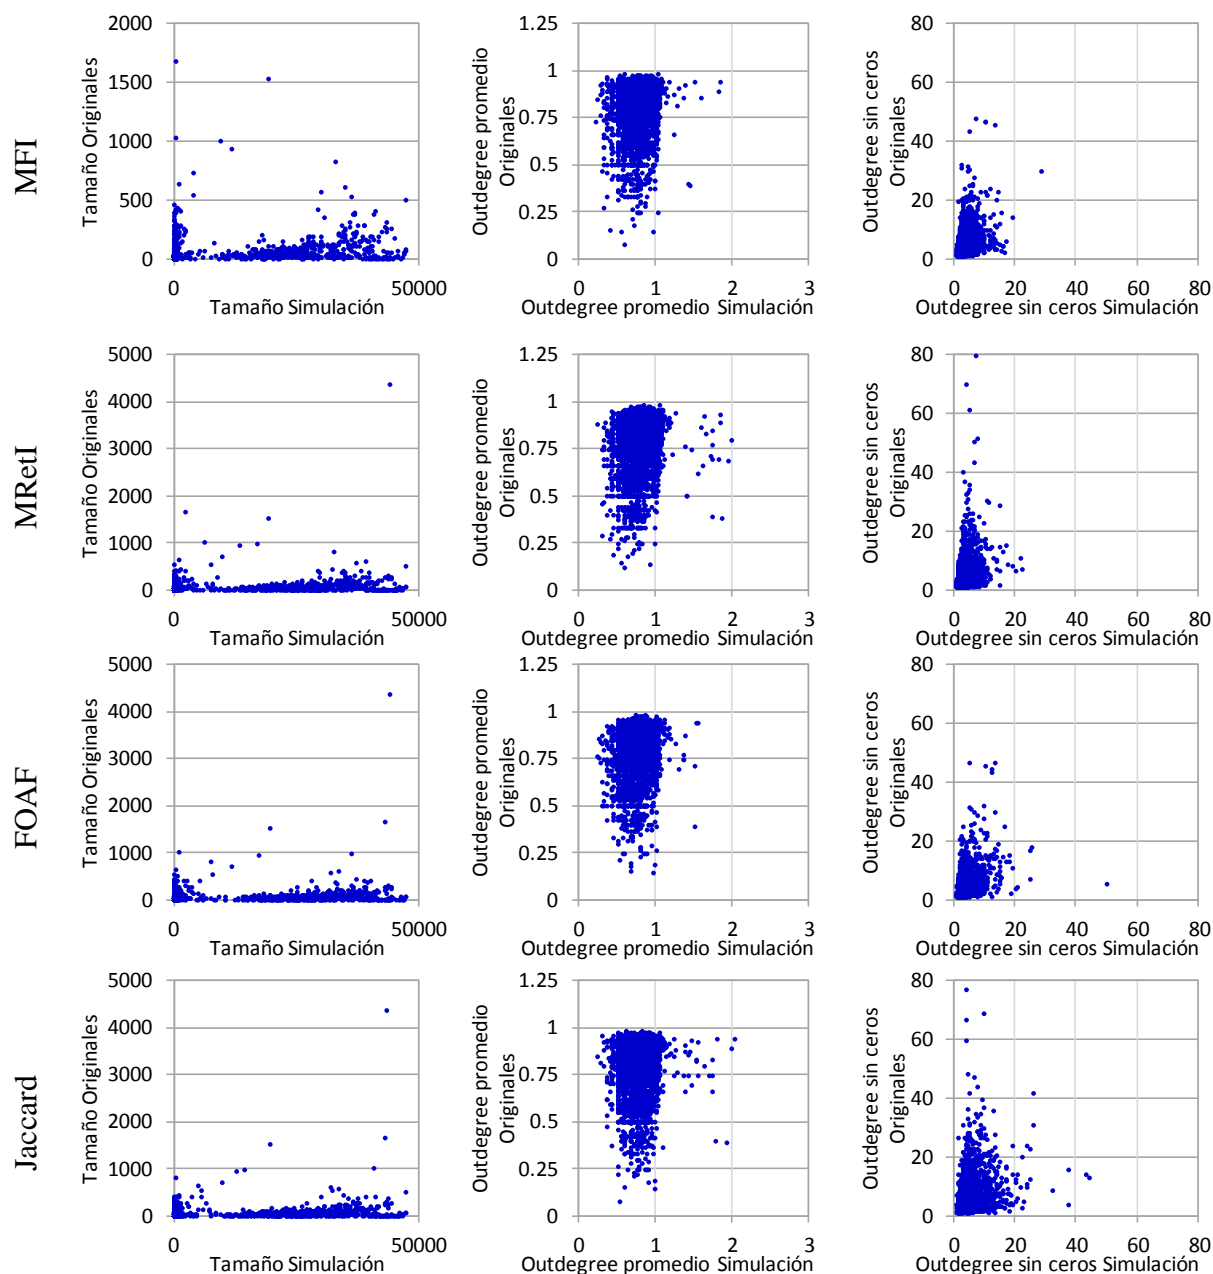 MFI
Tamaño Originales
2000
1500
1000
500
0
0 50000
Tamaño Simulación
Outdegree promedio
Originales
1.25
1
0.75
0.5
0.25
0
0 1 2 3
Outdegree promedio Simulación
Outdegree sin ceros
Originales
80
60
40
20
0
0 20 40 60 80
Outdegree sin ceros Simulación
MRetI
Tamaño Originales
5000
4000
3000
2000
1000
0
0 50000
Tamaño Simulación
Outdegree promedio
Originales
1.25
1
0.75
0.5
0.25
0
0 1 2 3
Outdegree promedio Simulación
Outdegree sin ceros
Originales
80
60
40
20
0
0 20 40 60 80
Outdegree sin ceros Simulación
FOAF
Tamaño Originales
5000
4000
3000
2000
1000
0
0 50000
Tamaño Simulación
Outdegree promedio
Originales
1.25
1
0.75
0.5
0.25
0
0 1 2 3
Outdegree promedio Simulación
Outdegree sin ceros
Originales
80
60
40
20
0
0 20 40 60 80
Outdegree sin ceros Simulación
Jaccard
Tamaño Originales
5000
4000
3000
2000
1000
0
0 50000
Tamaño Simulación
Outdegree promedio
Originales
1.25
1
0.75
0.5
0.25
0
0 1 2 3
Outdegree promedio Simulación
Outdegree sin ceros
Originales
80
60
40
20
0
0 20 40 60 80
Outdegree sin ceros Simulación